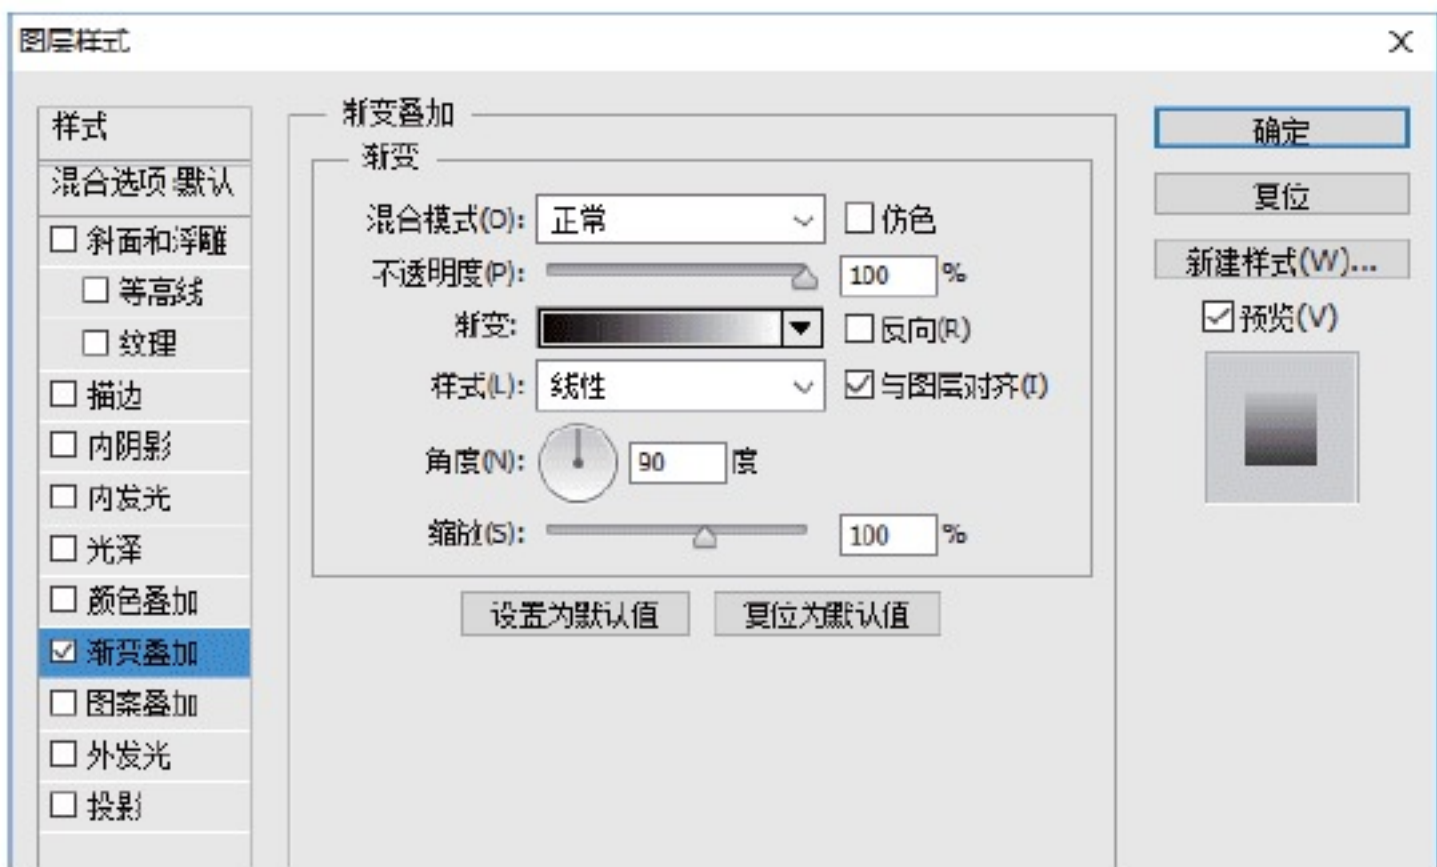 图层样式
样式
混合选项:默认
斜面和浮雕
等高线
纹理
描边
内阴影
内发光
光泽
颜色叠加
渐变叠加
图案叠加
外发光
投影
渐变叠加
渐变
混合模式(O): 正常 仿色
不透明度(P): 100 %
渐变: 反向(R)
样式(L): 线性 与图层对齐(I)
角度(N): 90 度
缩放(S): 100 %
设置为默认值 复位为默认值
确定
复位
新建样式(W)...
预览(V)